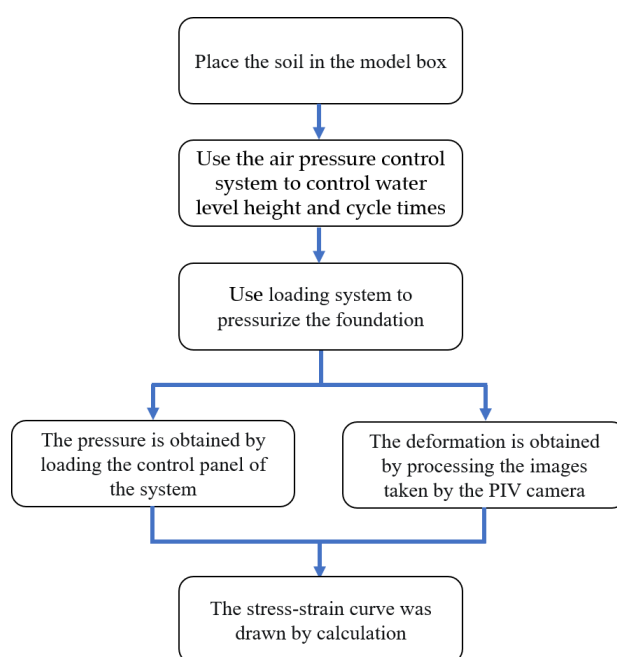 Place the soil in the model box
Use the air pressure control
system to control water
level height and cycle times
Use loading system to
pressurize the foundation
The pressure is obtained by
loading the control panel of
the system
The deformation is obtained
by processing the images
taken by the PIV camera
The stress-strain curve was
drawn by calculation